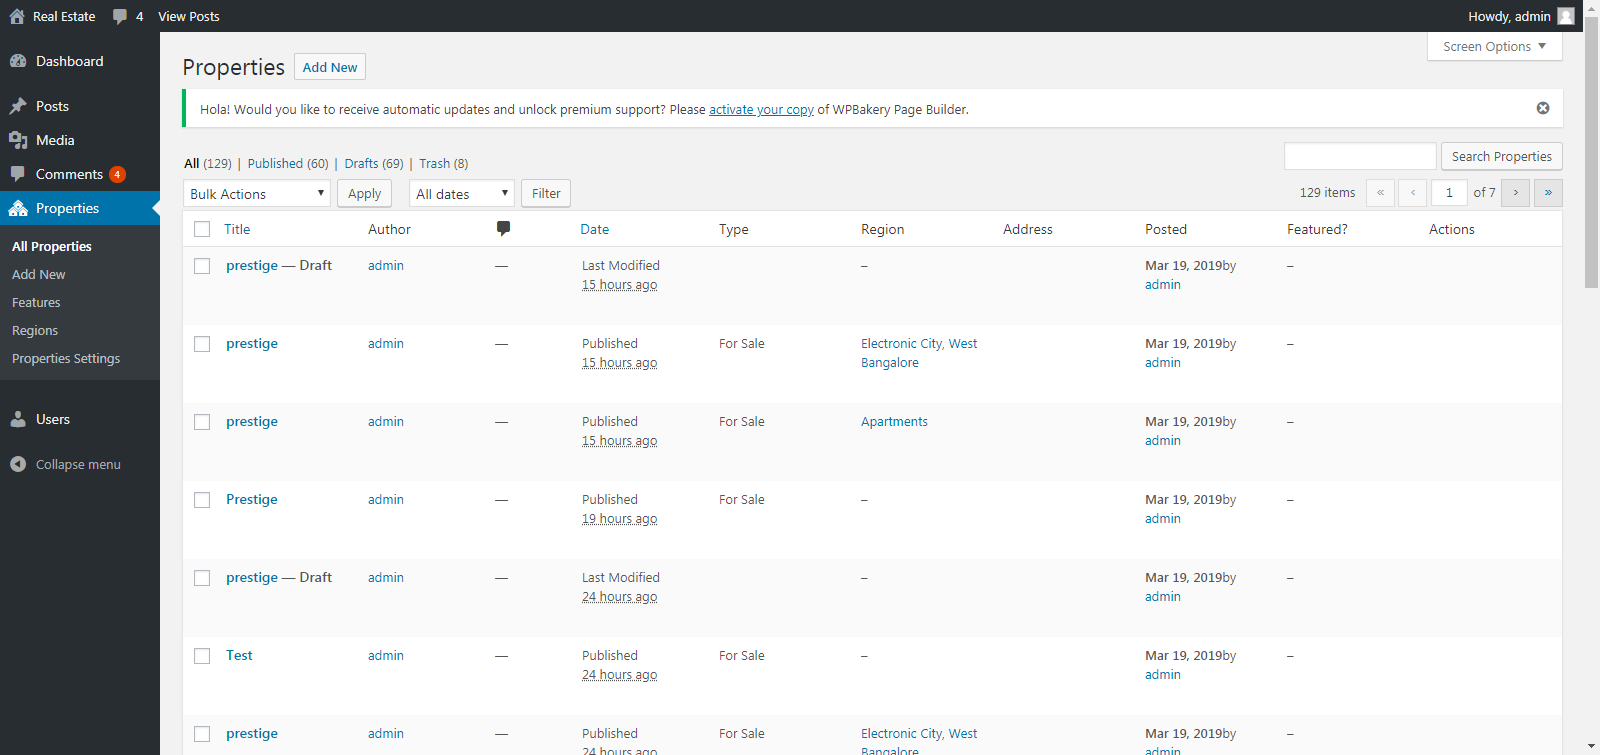 Real Estate 4 View Posts Howdy, admin
Screen Options
Dashboard
Posts
Media
Comments 4
Properties
All Properties
Add New
Features
Regions
Properties Settings
Users
Collapse menu
Properties Add New
Hola! Would you like to receive automatic updates and unlock premium support? Please activate your copy of WPBakery Page Builder.
All (129) | Published (60) | Drafts (69) | Trash (8)
Search Properties
Bulk Actions Apply All dates Filter
129 items « ‹ 1 of 7 › »
Title Author Date Type Region Address Posted Featured? Actions
prestige — Draft admin — Last Modified – Mar 19, 2019by –
15 hours ago admin
prestige admin — Published For Sale Electronic City, West Mar 19, 2019by –
15 hours ago Bangalore admin
prestige admin — Published For Sale Apartments Mar 19, 2019by –
15 hours ago admin
Prestige admin — Published For Sale – Mar 19, 2019by –
19 hours ago admin
prestige — Draft admin — Last Modified – Mar 19, 2019by –
24 hours ago admin
Test admin — Published For Sale – Mar 19, 2019by –
24 hours ago admin
prestige admin — Published For Sale Electronic City, West Mar 19, 2019by –
24 hours ago Bangalore admin